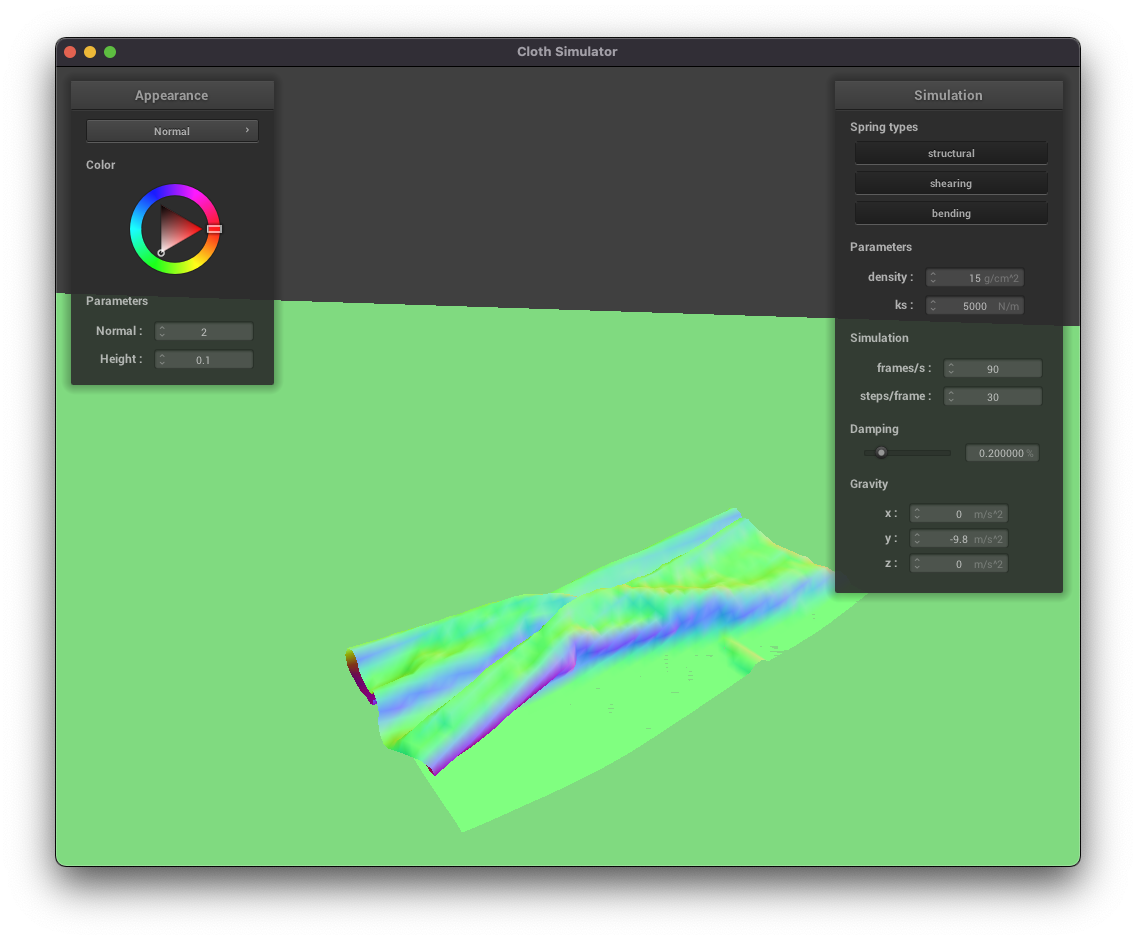 Cloth Simulator
Appearance
Normal
Color
Parameters
Normal : 2
Height : 0.1
Simulation
Spring types
structural
shearing
bending
Parameters
density : 15 g/cm^2
ks : 5000 N/m
Simulation
frames/s : 90
steps/frame : 30
Damping
0.200000 %
Gravity
x : 0 m/s^2
y : -9.8 m/s^2
z : 0 m/s^2